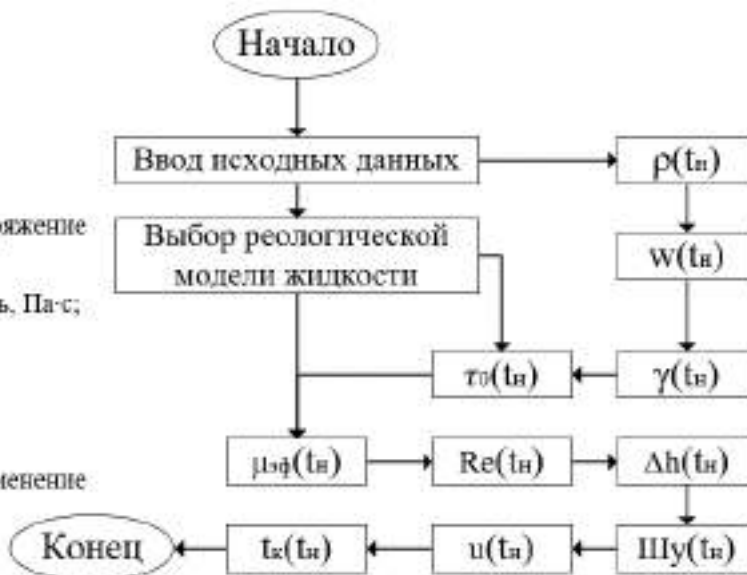 Начало
Ввод исходных данных
ρ(tн)
Выбор реологической
модели жидкости
w(tн)
ь, Па·с;
τ0(tн)
γ(tн)
μэф(tн)
Re(tн)
Δh(tн)
Конец
tк(tн)
u(tн)
Шу(tн)